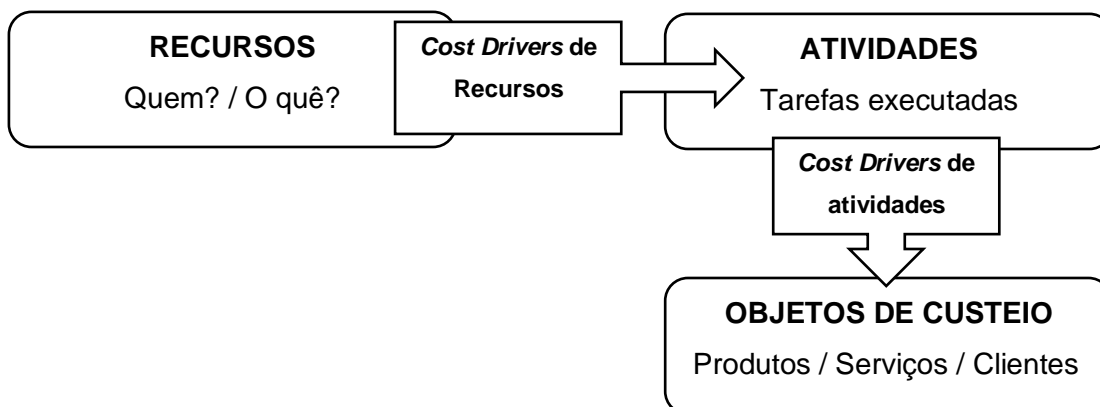 RECURSOS
Quem? / O quê?
Cost Drivers de
Recursos
ATIVIDADES
Tarefas executadas
Cost Drivers de
atividades
OBJETOS DE CUSTEIO
Produtos / Serviços / Clientes